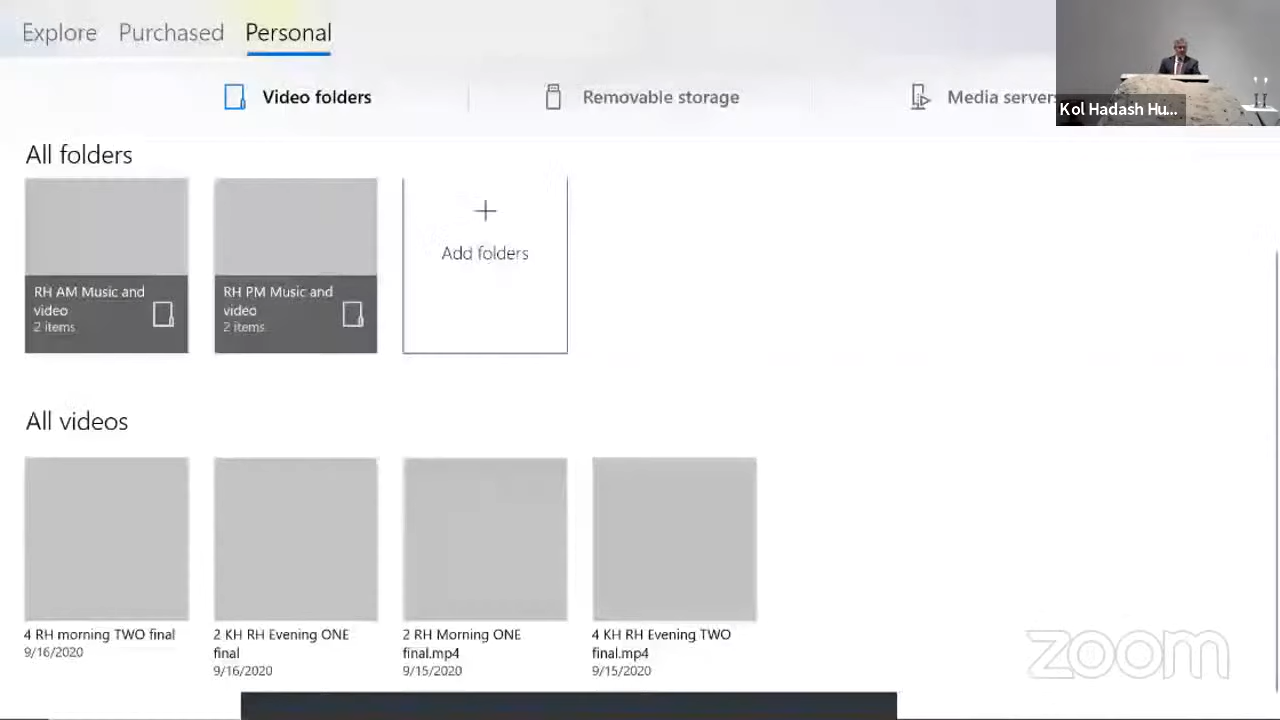 Explore Purchased Personal
Video folders Removable storage Media servers
Kol Hadash Hu...
All folders
RH AM Music and
video
2 items
RH PM Music and
video
2 items
Add folders
All videos
4 RH morning TWO final
9/16/2020
2 KH RH Evening ONE
final
9/16/2020
2 RH Morning ONE
final.mp4
9/15/2020
4 KH RH Evening TWO
final.mp4
9/15/2020
zoom